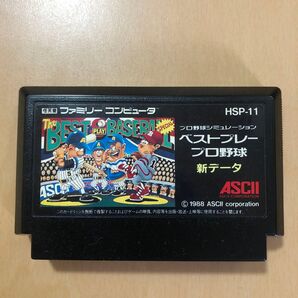 ファミリー コンピュータ
HSP-11
The BEST PLAY BASEBALL
プロ野球シミュレーション
ベストプレー
プロ野球
新データ
ASCII
© 1988 ASCII corporation